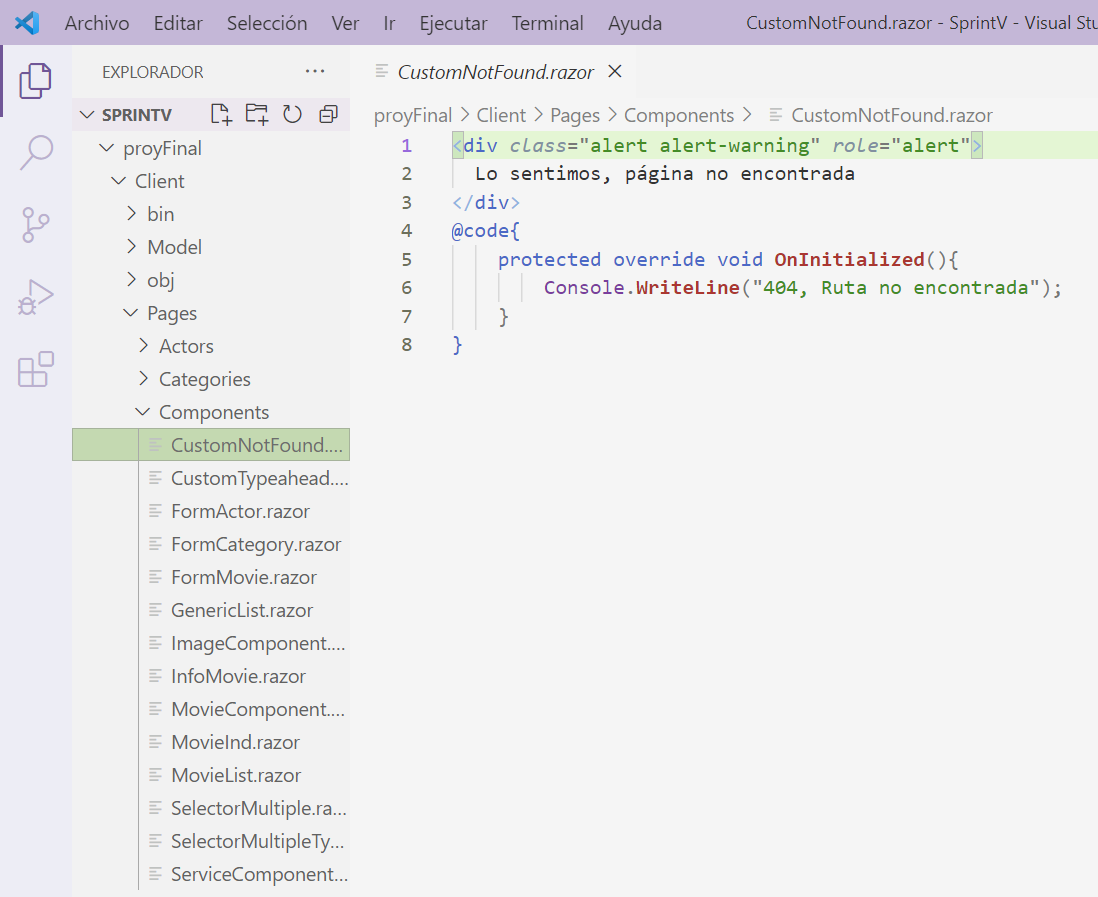 Archivo Editar Selección Ver Ir Ejecutar Terminal Ayuda CustomNotFound.razor - SprintV - Visual Stu
EXPLORADOR ···
SPRINTV
proyFinal
Client
bin
Model
obj
Pages
Actors
Categories
Components
CustomNotFound....
CustomTypeahead....
FormActor.razor
FormCategory.razor
FormMovie.razor
GenericList.razor
ImageComponent....
InfoMovie.razor
MovieComponent....
MovieInd.razor
MovieList.razor
SelectorMultiple.ra...
SelectorMultipleTy...
ServiceComponent...
CustomNotFound.razor
proyFinal > Client > Pages > Components > CustomNotFound.razor
1 <div class="alert alert-warning" role="alert">
2 Lo sentimos, página no encontrada
3 </div>
4 @code{
5 protected override void OnInitialized(){
6 Console.WriteLine("404, Ruta no encontrada");
7 }
8 }